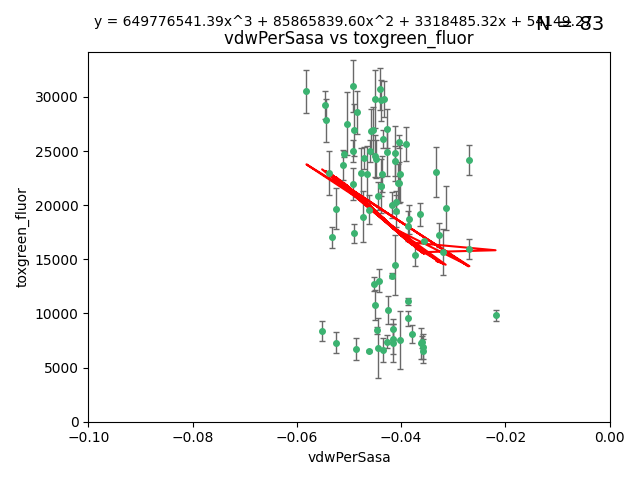 y = 649776541.39x^3 + 85865839.60x^2 + 3318485.32x + 54149.27
N = 83
vdwPerSasa vs toxgreen_fluor
30000
25000
20000
15000
10000
5000
0
toxgreen_fluor
−0.10
−0.08
−0.06
−0.04
−0.02
0.00
vdwPerSasa